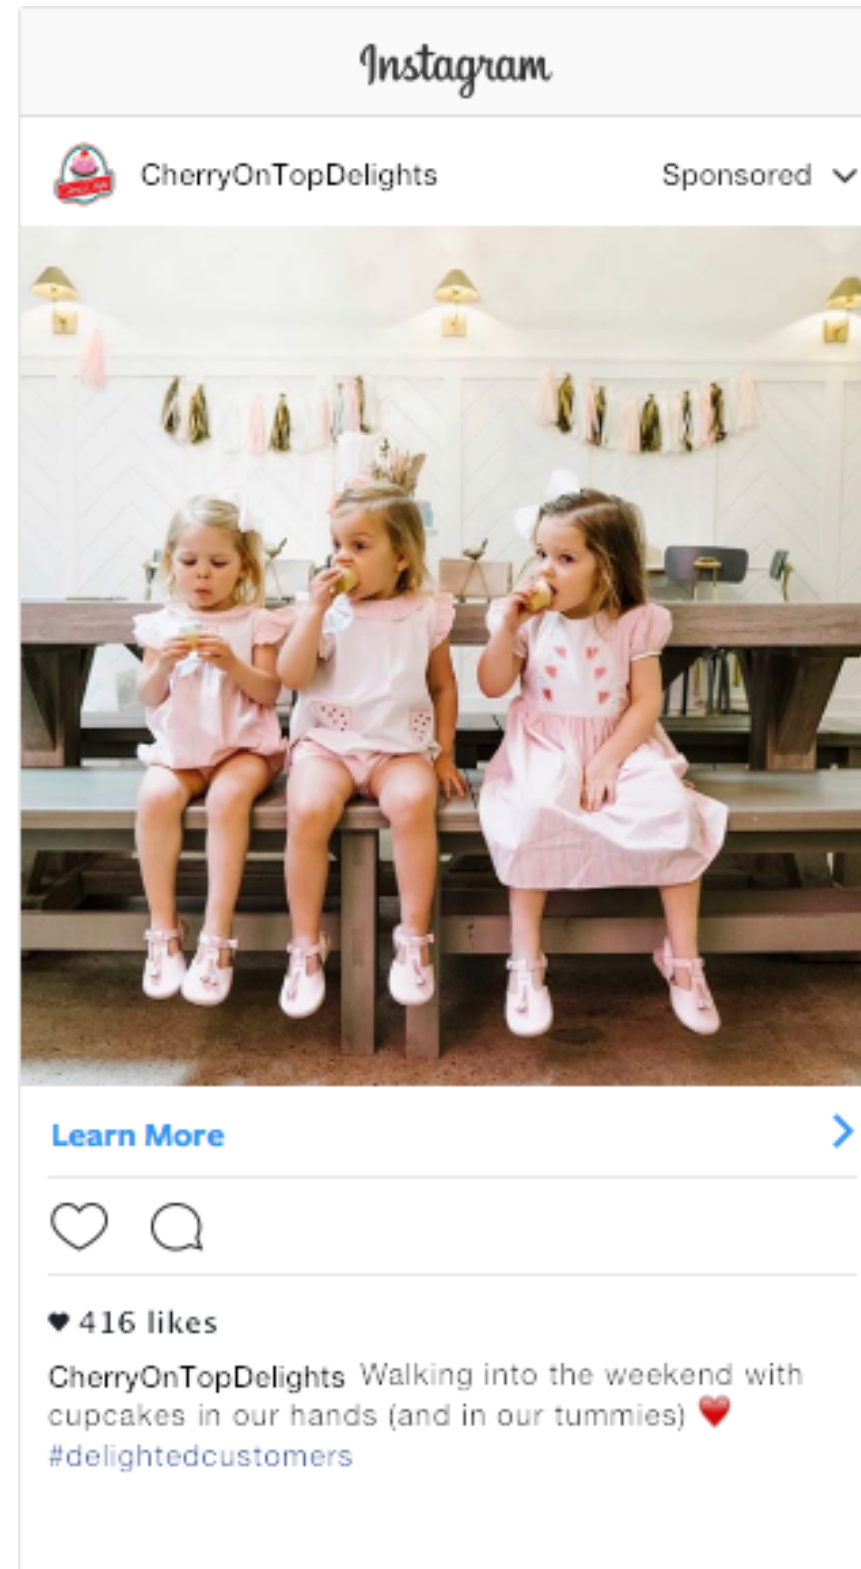 Instagram
CherryOnTopDelights Sponsored
Learn More
416 likes
CherryOnTopDelights Walking into the weekend with
cupcakes in our hands (and in our tummies) ❤️
#delightedcustomers